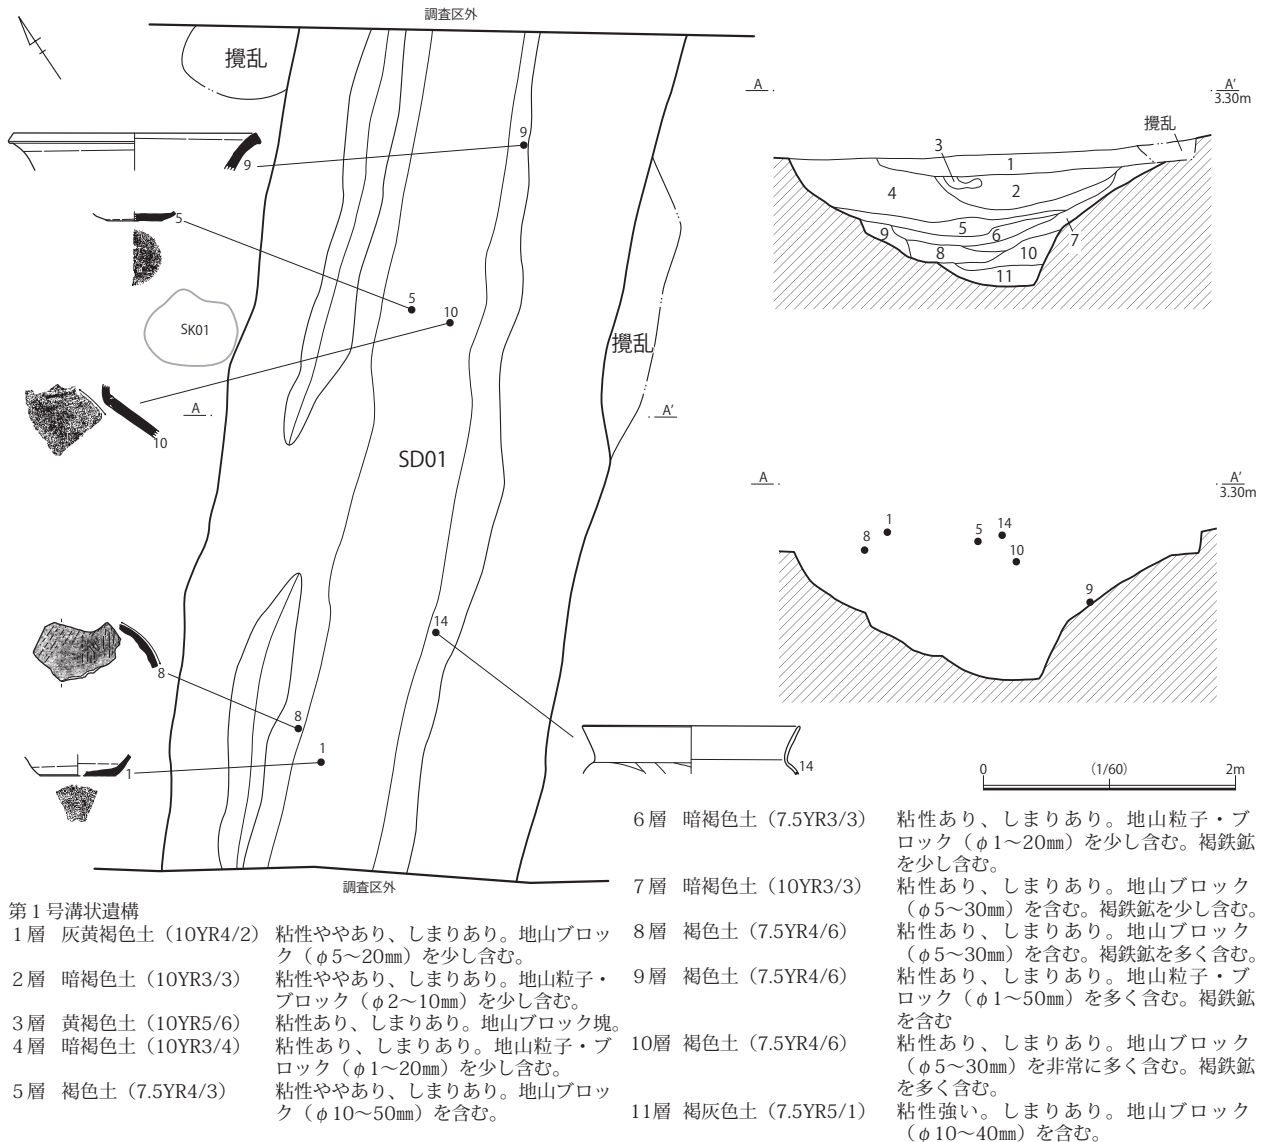 調査区外
攪乱
9
5
SK01
10
A
A'
攪乱
SD01
9
5
10
14
8
1
8
1
14
調査区外
A
A'
3.30m
攪乱
3
1
4
2
5
6
7
9
8
10
11
A
A'
3.30m
1
8
5
14
10
9
0
(1/60)
2m
第1号溝状遺構
1層 灰黄褐色土（10YR4/2） 粘性ややあり、しまりあり。地山ブロッ
ク（φ5～20㎜）を少し含む。
2層 暗褐色土（10YR3/3） 粘性ややあり、しまりあり。地山粒子・
ブロック（φ2～10㎜）を少し含む。
3層 黄褐色土（10YR5/6） 粘性あり、しまりあり。地山ブロック塊。
4層 暗褐色土（10YR3/4） 粘性あり、しまりあり。地山粒子・ブ
ロック（φ1～20㎜）を少し含む。
5層 褐色土（7.5YR4/3） 粘性ややあり、しまりあり。地山ブロッ
ク（φ10～50㎜）を含む。
6層 暗褐色土（7.5YR3/3） 粘性あり、しまりあり。地山粒子・ブ
ロック（φ1～20㎜）を少し含む。褐鉄鉱
を少し含む。
7層 暗褐色土（10YR3/3） 粘性あり、しまりあり。地山ブロック
（φ5～30㎜）を含む。褐鉄鉱を少し含む。
8層 褐色土（7.5YR4/6） 粘性あり、しまりあり。地山ブロック
（φ5～30㎜）を含む。褐鉄鉱を多く含む。
9層 褐色土（7.5YR4/6） 粘性あり、しまりあり。地山粒子・ブ
ロック（φ1～50㎜）を多く含む。褐鉄鉱
を含む
10層 褐色土（7.5YR4/6） 粘性あり、しまりあり。地山ブロック
（φ5～30㎜）を非常に多く含む。褐鉄鉱
を多く含む。
11層 褐灰色土（7.5YR5/1） 粘性強い。しまりあり。地山ブロック
（φ10～40㎜）を含む。